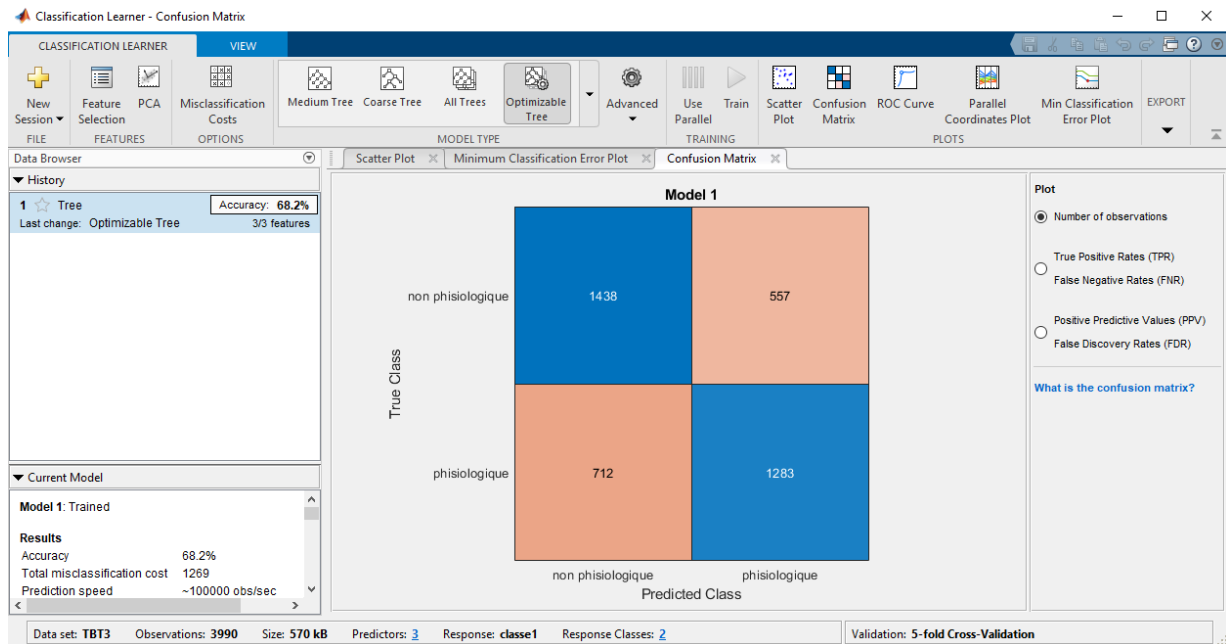 Classification Learner - Confusion Matrix
CLASSIFICATION LEARNER VIEW
New Session
Feature Selection
PCA
Misclassification Costs
Medium Tree
Coarse Tree
All Trees
Optimizable Tree
Advanced
Use Parallel
Train
Scatter Plot
Confusion Matrix
ROC Curve
Parallel Coordinates Plot
Min Classification Error Plot
EXPORT
FILE FEATURES OPTIONS MODEL TYPE TRAINING PLOTS
Data Browser
Scatter Plot Minimum Classification Error Plot Confusion Matrix
History
1 Tree Accuracy: 68.2%
Last change: Optimizable Tree 3/3 features
Current Model
Model 1: Trained
Results
Accuracy 68.2%
Total misclassification cost 1269
Prediction speed ~100000 obs/sec
Model 1
True Class
non phisiologique 1438 557
phisiologique 712 1283
non phisiologique phisiologique
Predicted Class
Plot
Number of observations
True Positive Rates (TPR)
False Negative Rates (FNR)
Positive Predictive Values (PPV)
False Discovery Rates (FDR)
What is the confusion matrix?
Data set: TBT3 Observations: 3990 Size: 570 kB Predictors: 3 Response: classe1 Response Classes: 2 Validation: 5-fold Cross-Validation